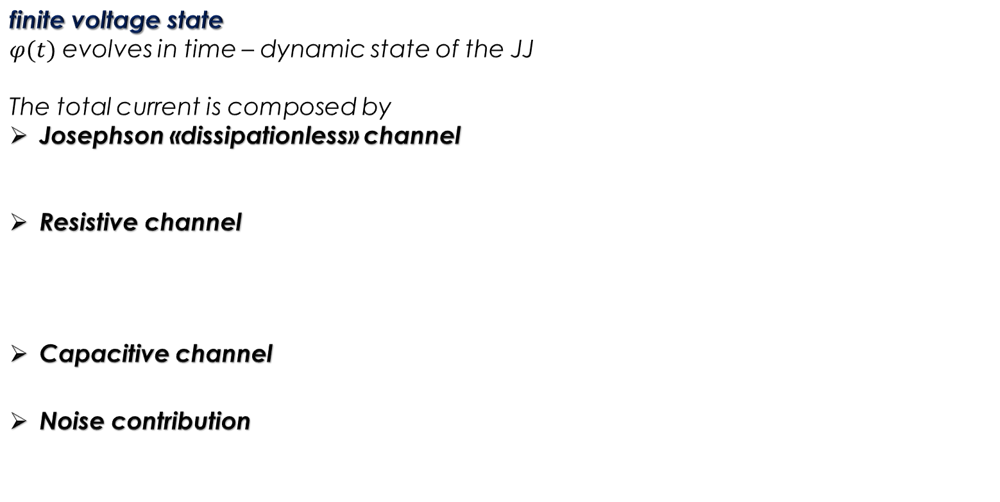 finite voltage state
𝜑(𝑡) evolves in time – dynamic state of the JJ
The total current is composed by
➢ Josephson «dissipationless» channel
➢ Resistive channel
➢ Capacitive channel
➢ Noise contribution